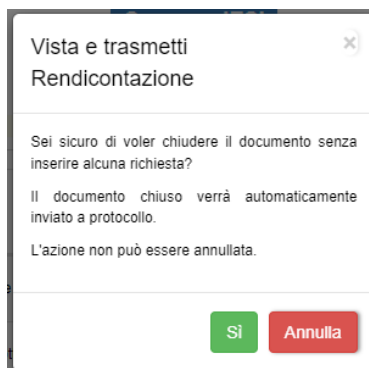 Vista e trasmetti
Rendicontazione
×
Sei sicuro di voler chiudere il documento senza
inserire alcuna richiesta?
Il documento chiuso verrà automaticamente
inviato a protocollo.
L'azione non può essere annullata.
Sì Annulla